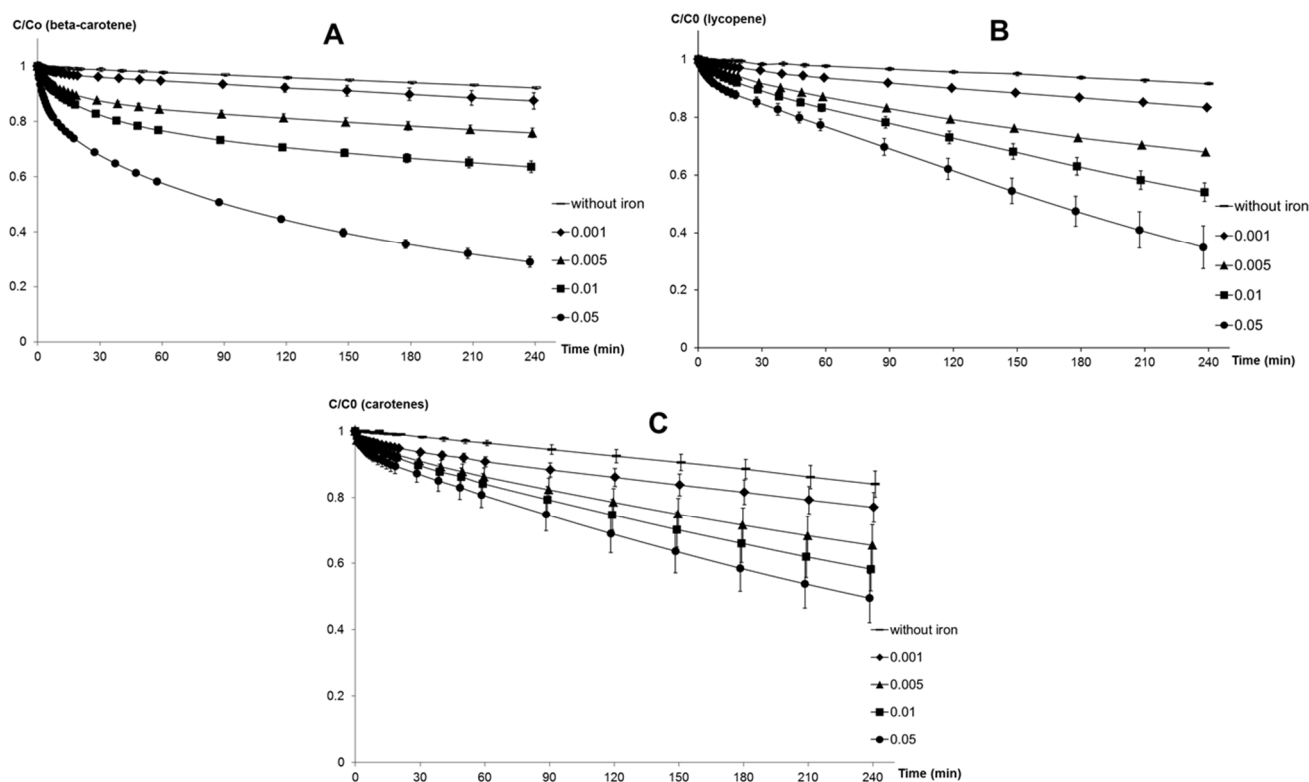 C/Co (beta-carotene)
A
1
0.8
0.6
0.4
0.2
0
0 30 60 90 120 150 180 210 240
Time (min)
without iron
0.001
0.005
0.01
0.05
C/C0 (lycopene)
B
1
0.8
0.6
0.4
0.2
0
0 30 60 90 120 150 180 210 240
Time (min)
without iron
0.001
0.005
0.01
0.05
C/C0 (carotenes)
C
1
0.8
0.6
0.4
0.2
0
30 60 90 120 150 180 210 240
Time (min)
without iron
0.001
0.005
0.01
0.05